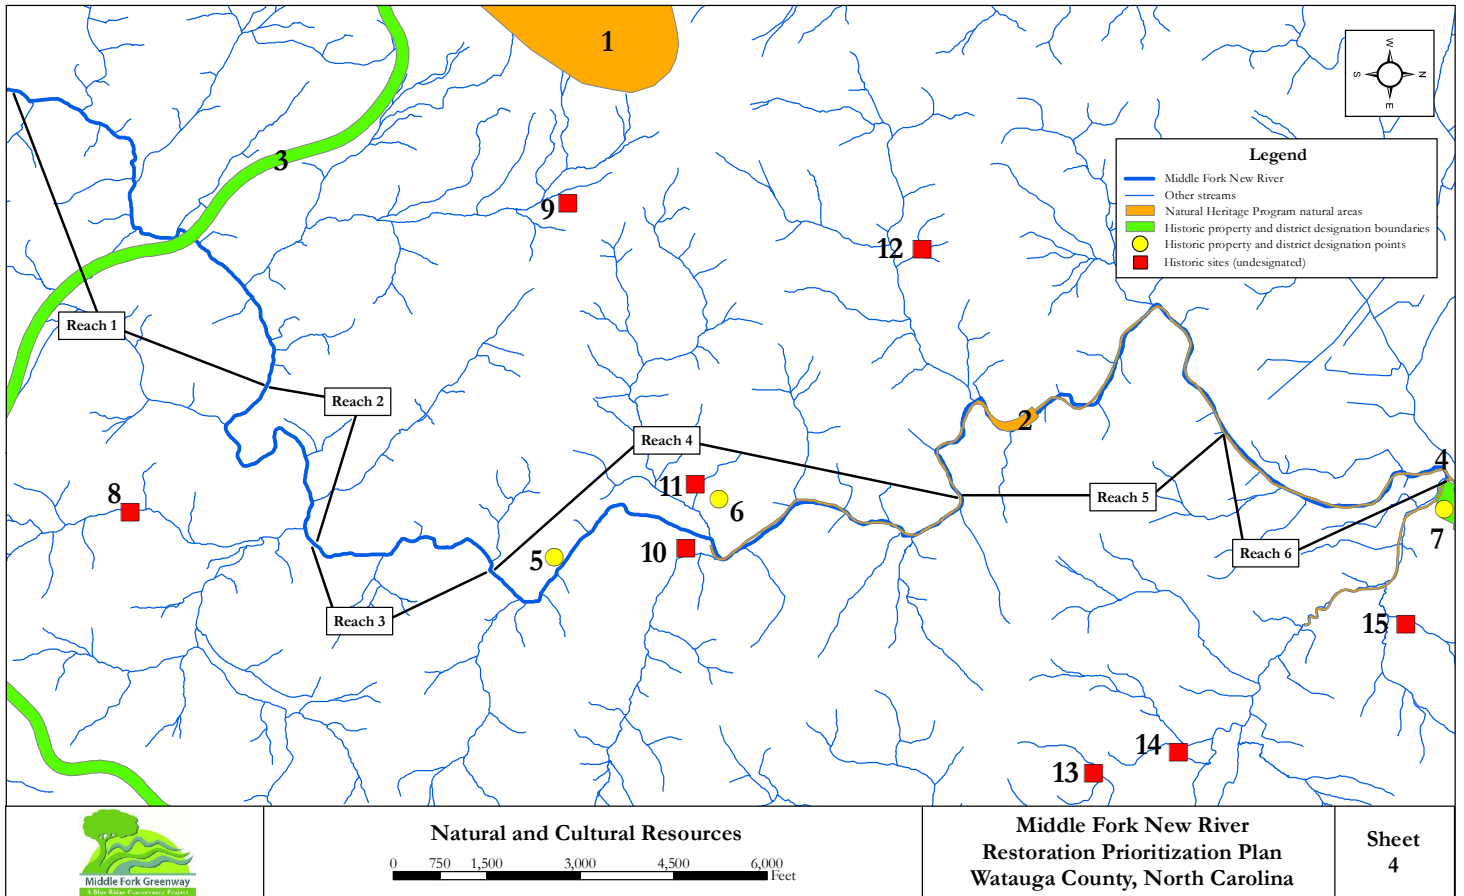 1
W
S
N
E
Legend
Middle Fork New River
Other streams
Natural Heritage Program natural areas
Historic property and district designation boundaries
Historic property and district designation points
Historic sites (undesignated)
3
9
12
Reach 1
Reach 2
2
Reach 4
4
11
8
6
Reach 5
7
10
5
Reach 6
Reach 3
15
14
13
Middle Fork Greenway
A Blue Ridge Conservancy Project
Natural and Cultural Resources
0 750 1,500 3,000 4,500 6,000
Feet
Middle Fork New River
Restoration Prioritization Plan
Watauga County, North Carolina
Sheet
4